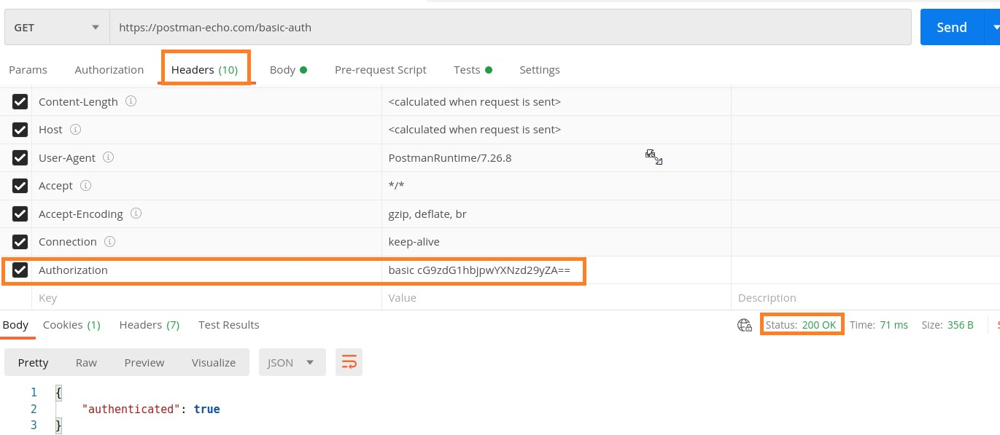 GET https://postman-echo.com/basic-auth Send
Params Authorization Headers (10) Body Pre-request Script Tests Settings
Content-Length <calculated when request is sent>
Host <calculated when request is sent>
User-Agent PostmanRuntime/7.26.8
Accept */*
Accept-Encoding gzip, deflate, br
Connection keep-alive
Authorization basic cG9zdG1hbjpwYXNzd29yZA==
Key Value Description
Body Cookies (1) Headers (7) Test Results Status: 200 OK Time: 71 ms Size: 356 B
Pretty Raw Preview Visualize JSON
1 {
2 "authenticated": true
3 }